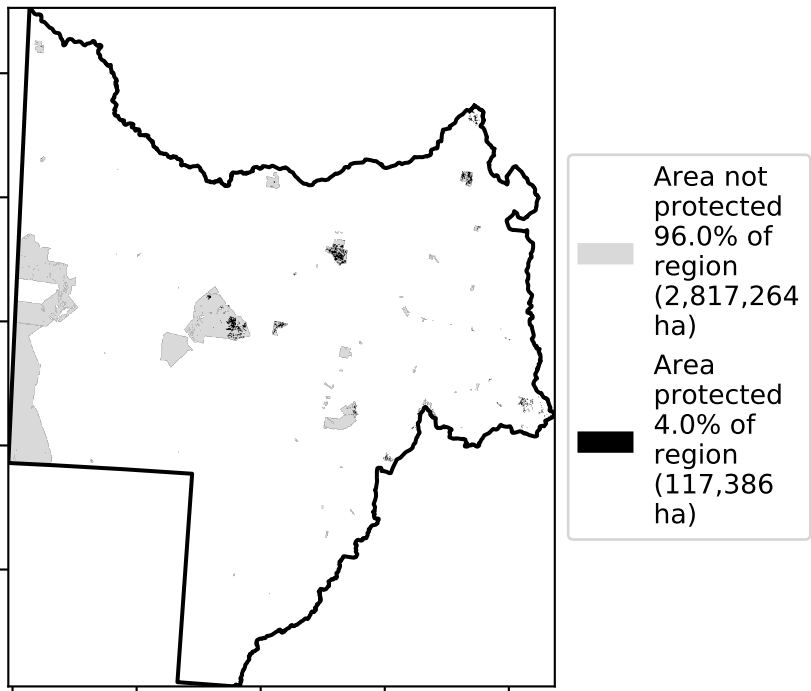 Area not
protected
96.0% of
region
(2,817,264
ha)
Area
protected
4.0% of
region
(117,386
ha)